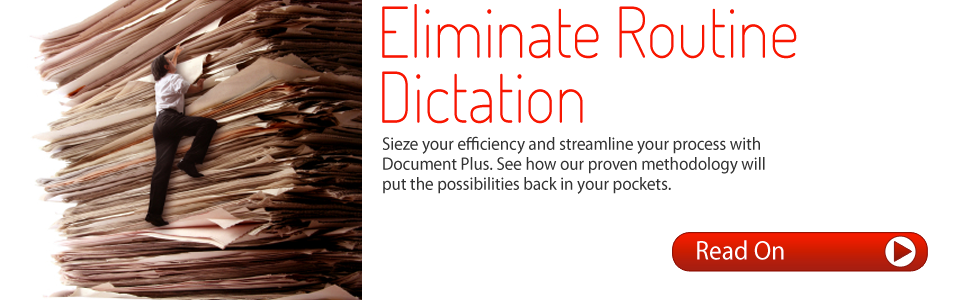 Eliminate Routine
Dictation
Sieze your efficiency and streamline your process with
Document Plus. See how our proven methodology will
put the possibilities back in your pockets.
Read On